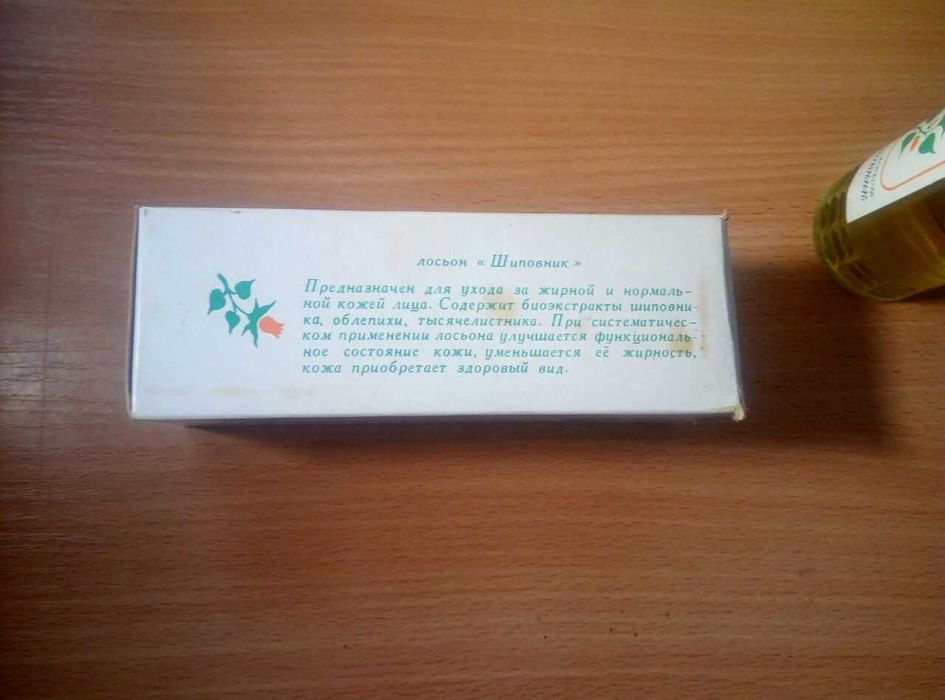 лосьон « Шиповник »
Предназначен для ухода за жирной и нормаль-
ной кожей лица. Содержит биоэкстракты шиповни-
ка, облепихи, тысячелистника. При систематичес-
ком применении лосьона улучшается функциональ-
ное состояние кожи, уменьшается её жирность,
кожа приобретает здоровый вид.